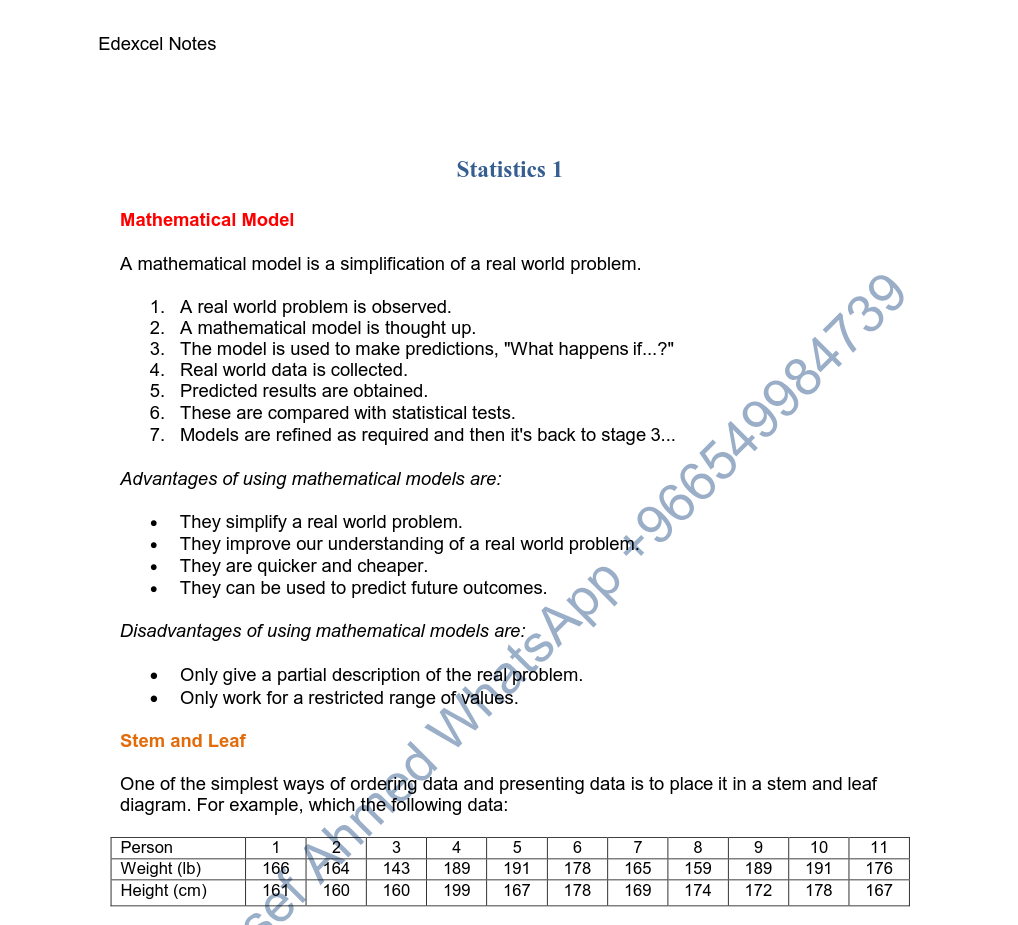 Edexcel Notes
Statistics 1
Mathematical Model
A mathematical model is a simplification of a real world problem.
1. A real world problem is observed.
2. A mathematical model is thought up.
3. The model is used to make predictions, "What happens if...?"
4. Real world data is collected.
5. Predicted results are obtained.
6. These are compared with statistical tests.
7. Models are refined as required and then it's back to stage 3...
Advantages of using mathematical models are:
• They simplify a real world problem.
• They improve our understanding of a real world problem.
• They are quicker and cheaper.
• They can be used to predict future outcomes.
Disadvantages of using mathematical models are:
• Only give a partial description of the real problem.
• Only work for a restricted range of values.
Stem and Leaf
One of the simplest ways of ordering data and presenting data is to place it in a stem and leaf
diagram. For example, which the following data:
Person 1 2 3 4 5 6 7 8 9 10 11
Weight (lb) 166 164 143 189 191 178 165 159 189 191 176
Height (cm) 161 160 160 199 167 178 169 174 172 178 167
Ahmed WhatsApp +966549984739